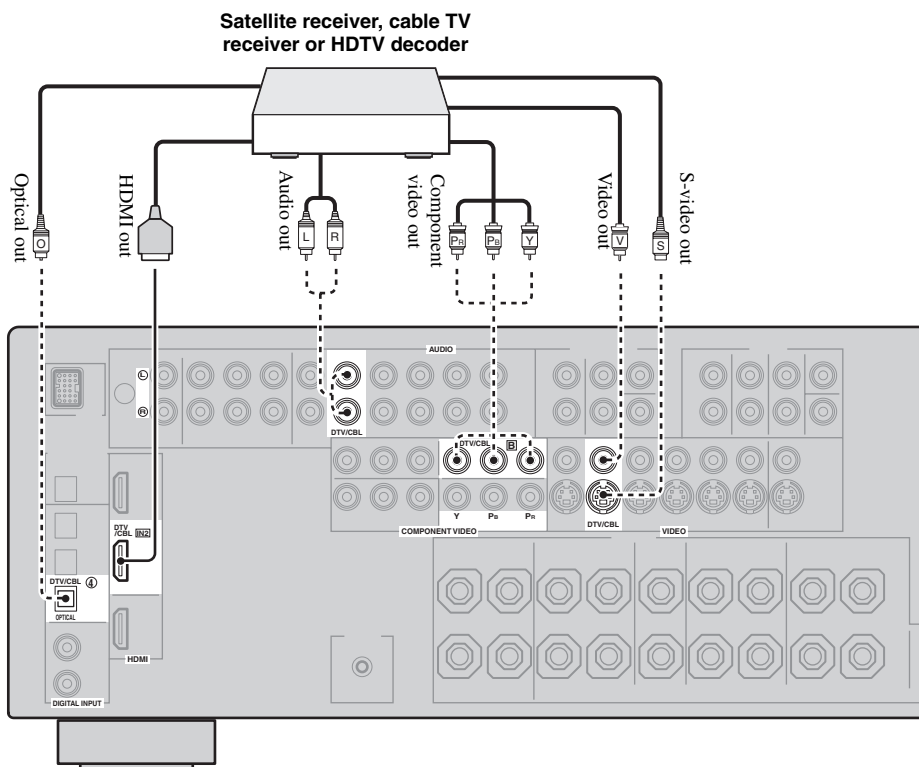 Satellite receiver, cable TV
receiver or HDTV decoder
Optical out
O
HDMI out
Audio out
L
R
Component
video out
PR
PB
Y
Video out
V
S-video out
S
AUDIO
L
R
DTV/CBL
DTV/CBL B
Y
PB
PR
COMPONENT VIDEO
DTV/CBL
VIDEO
DTV
/CBL IN2
HDMI
DTV/CBL ④
OPTICAL
DIGITAL INPUT